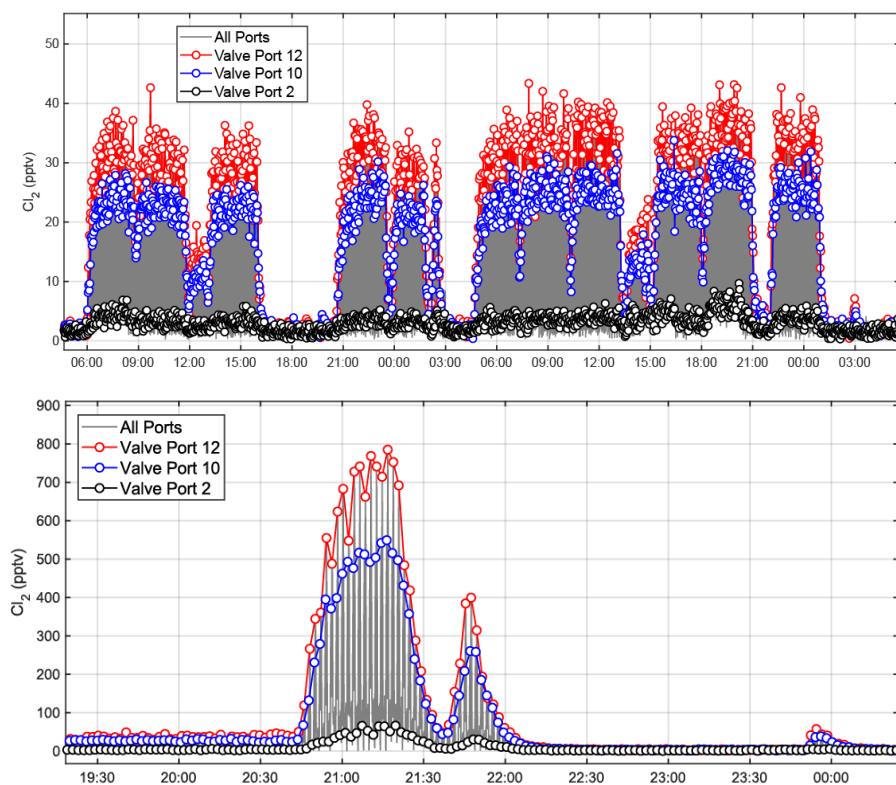 All Ports
Valve Port 12
Valve Port 10
Valve Port 2
50
40
30
20
10
0
Cl2 (pptv)
06:00 09:00 12:00 15:00 18:00 21:00 00:00 03:00 06:00 09:00 12:00 15:00 18:00 21:00 00:00 03:00
All Ports
Valve Port 12
Valve Port 10
Valve Port 2
900
800
700
600
500
400
300
200
100
0
Cl2 (pptv)
19:30 20:00 20:30 21:00 21:30 22:00 22:30 23:00 23:30 00:00